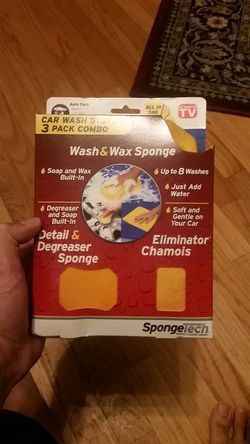 Auto Care
ALL IN ONE
AS SEEN ON
TV
CAR WASH
3 PACK COMBO
Wash & Wax Sponge
Soap and Wax
Built-In
Up to 8 Washes
Just Add
Water
Degreaser
and Soap
Built-In
Soft and
Gentle on
Your Car
Detail &
Degreaser
Sponge
Eliminator
Chamois
SpongeTech